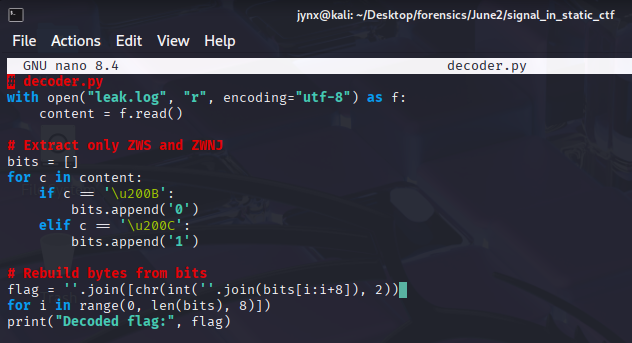 jynx@kali: ~/Desktop/forensics/June2/signal_in_static_ctf
File Actions Edit View Help
GNU nano 8.4 decoder.py
# decoder.py
with open("leak.log", "r", encoding="utf-8") as f:
    content = f.read()

# Extract only ZWS and ZWNJ
bits = []
for c in content:
    if c == '\u200B':
        bits.append('0')
    elif c == '\u200C':
        bits.append('1')

# Rebuild bytes from bits
flag = ''.join([chr(int(''.join(bits[i:i+8]), 2))
for i in range(0, len(bits), 8)])
print("Decoded flag:", flag)